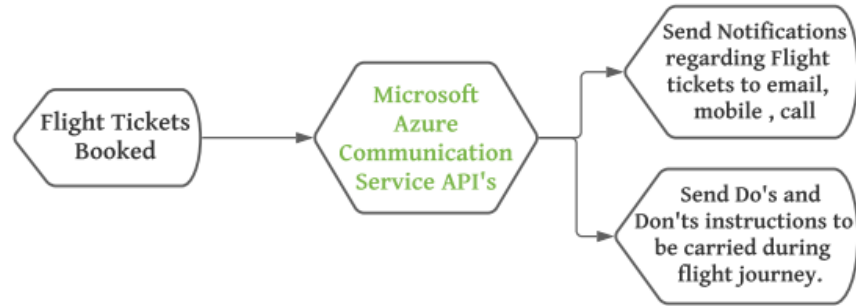 Flight Tickets
Booked
Microsoft
Azure
Communication
Service API's
Send Notifications
regarding Flight
tickets to email,
mobile , call
Send Do's and
Don'ts instructions to
be carried during
flight journey.